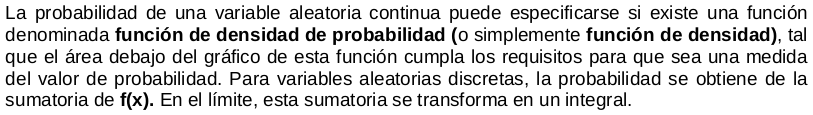 La probabilidad de una variable aleatoria continua puede especificarse si existe una función
denominada función de densidad de probabilidad (o simplemente función de densidad), tal
que el área debajo del gráfico de esta función cumpla los requisitos para que sea una medida
del valor de probabilidad. Para variables aleatorias discretas, la probabilidad se obtiene de la
sumatoria de f(x). En el límite, esta sumatoria se transforma en un integral.